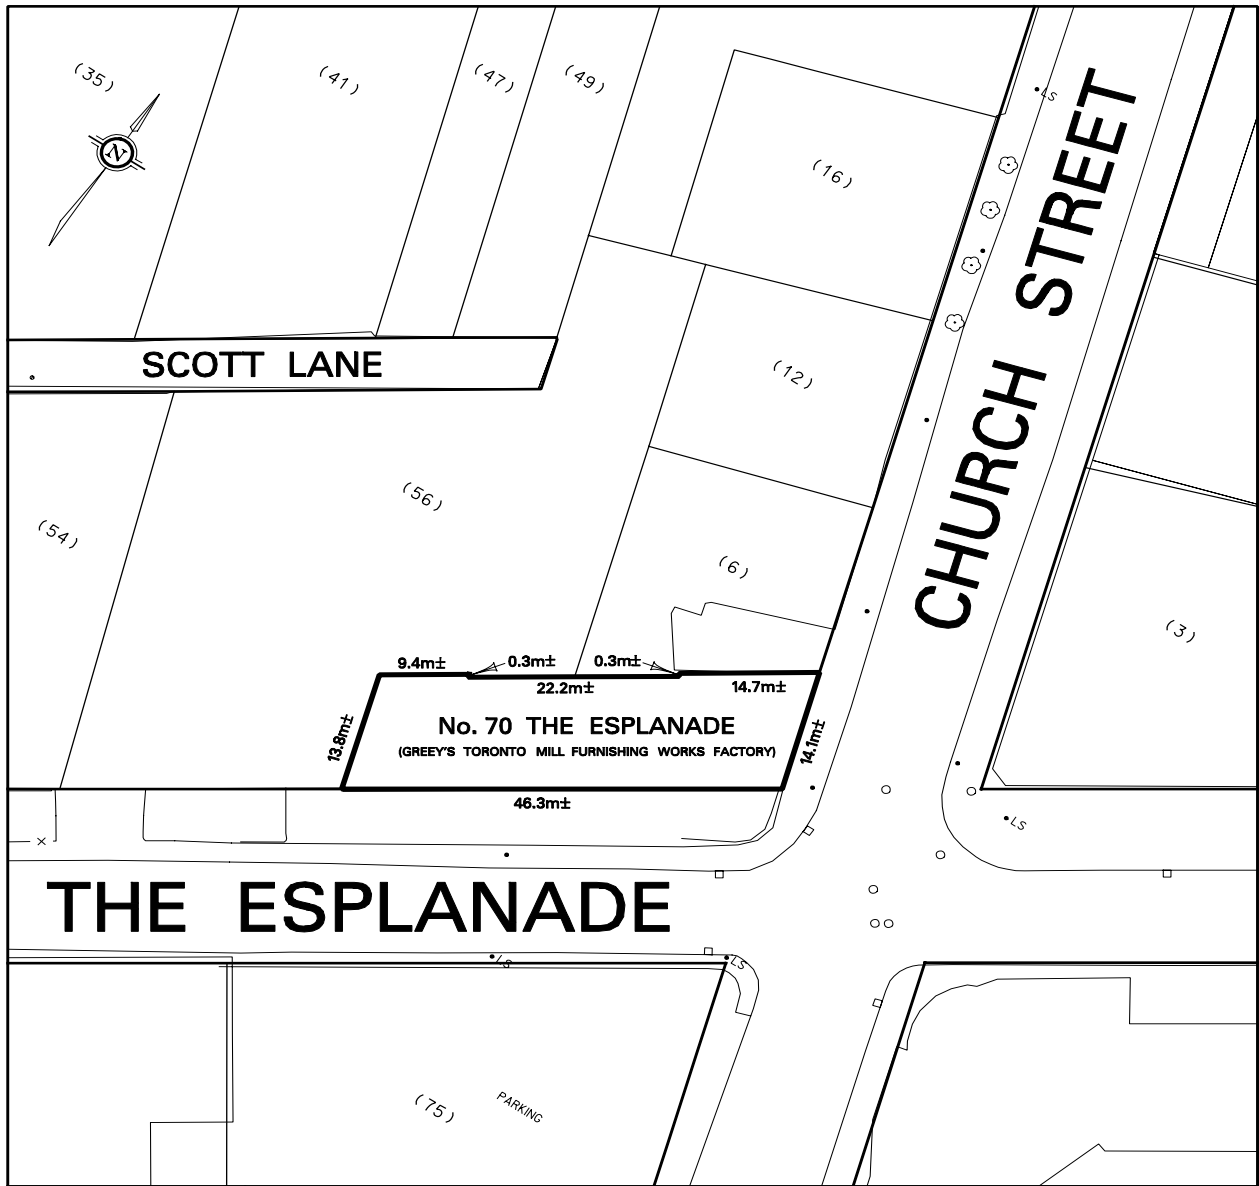 (35)
(41)
(47)
(49)
LS
N
(16)
CHURCH STREET
SCOTT LANE
(12)
(56)
(54)
(6)
(3)
9.4m±
0.3m±
0.3m±
22.2m±
14.7m±
13.8m±
No. 70 THE ESPLANADE
(GREEY'S TORONTO MILL FURNISHING WORKS FACTORY)
14.1m±
46.3m±
LS
THE ESPLANADE
LS
LS
(75)
PARKING